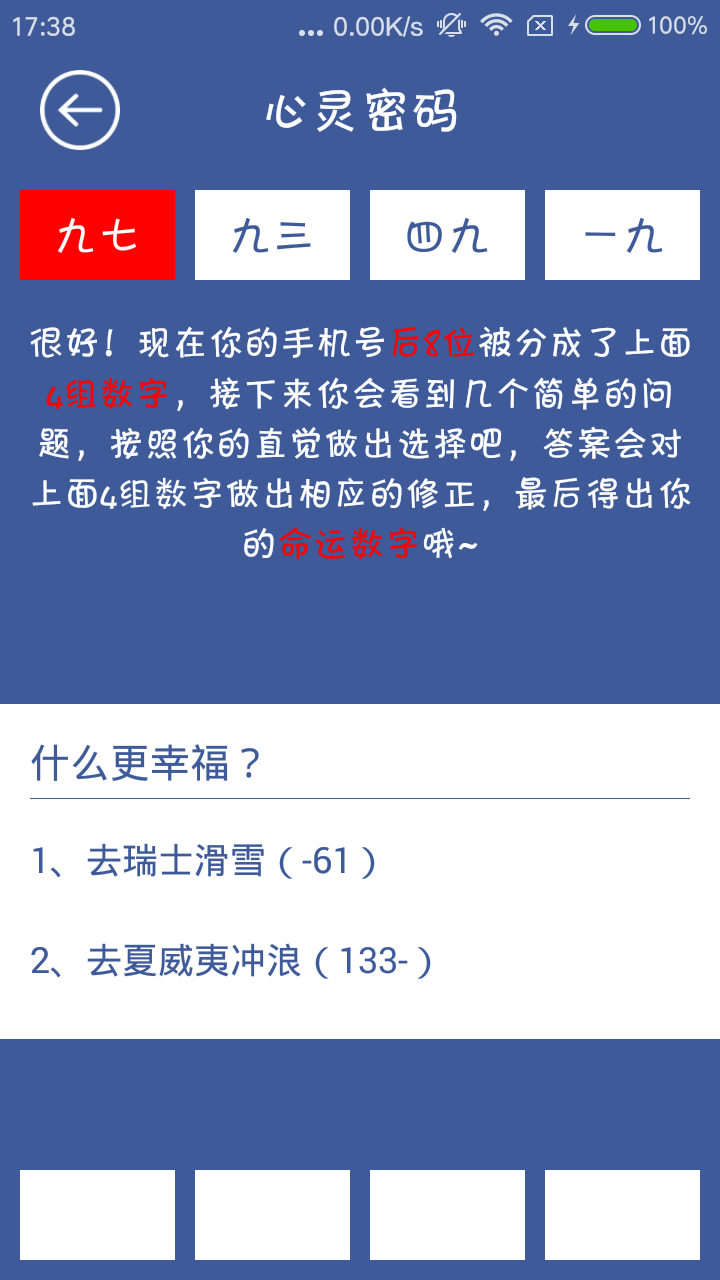 17:38 ... 0.00K/s 100%
心灵密码
九七 九三 四九 一九
很好！现在你的手机号后8位被分成了上面
4组数字，接下来你会看到几个简单的问
题，按照你的直觉做出选择吧，答案会对
上面4组数字做出相应的修正，最后得出你
的命运数字哦~
什么更幸福？
1、去瑞士滑雪（-61）
2、去夏威夷冲浪（133-）